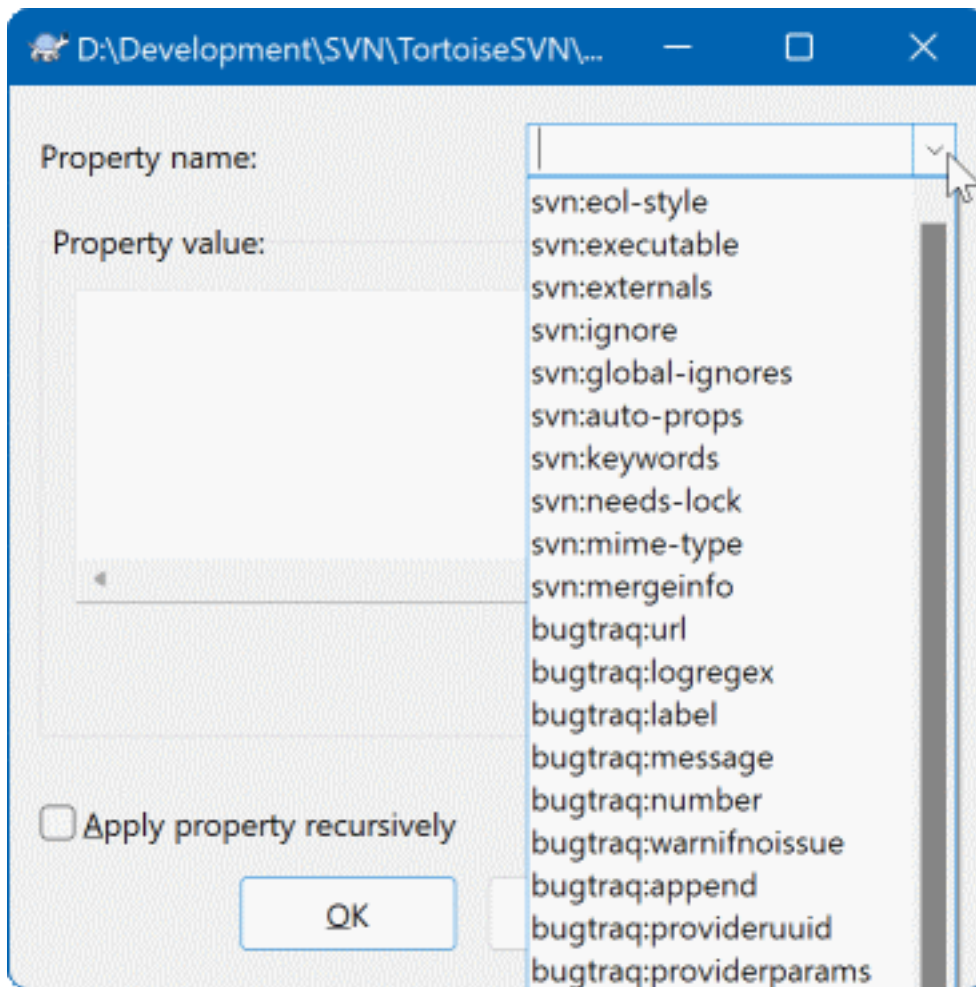 D:\Development\SVN\TortoiseSVN\...
Property name:
svn:eol-style
Property value:
svn:executable
svn:externals
svn:ignore
svn:global-ignores
svn:auto-props
svn:keywords
svn:needs-lock
svn:mime-type
svn:mergeinfo
bugtraq:url
bugtraq:logregex
bugtraq:label
bugtraq:message
bugtraq:number
Apply property recursively
bugtraq:warnifnoissue
bugtraq:append
OK
bugtraq:provideruuid
bugtraq:providerparams